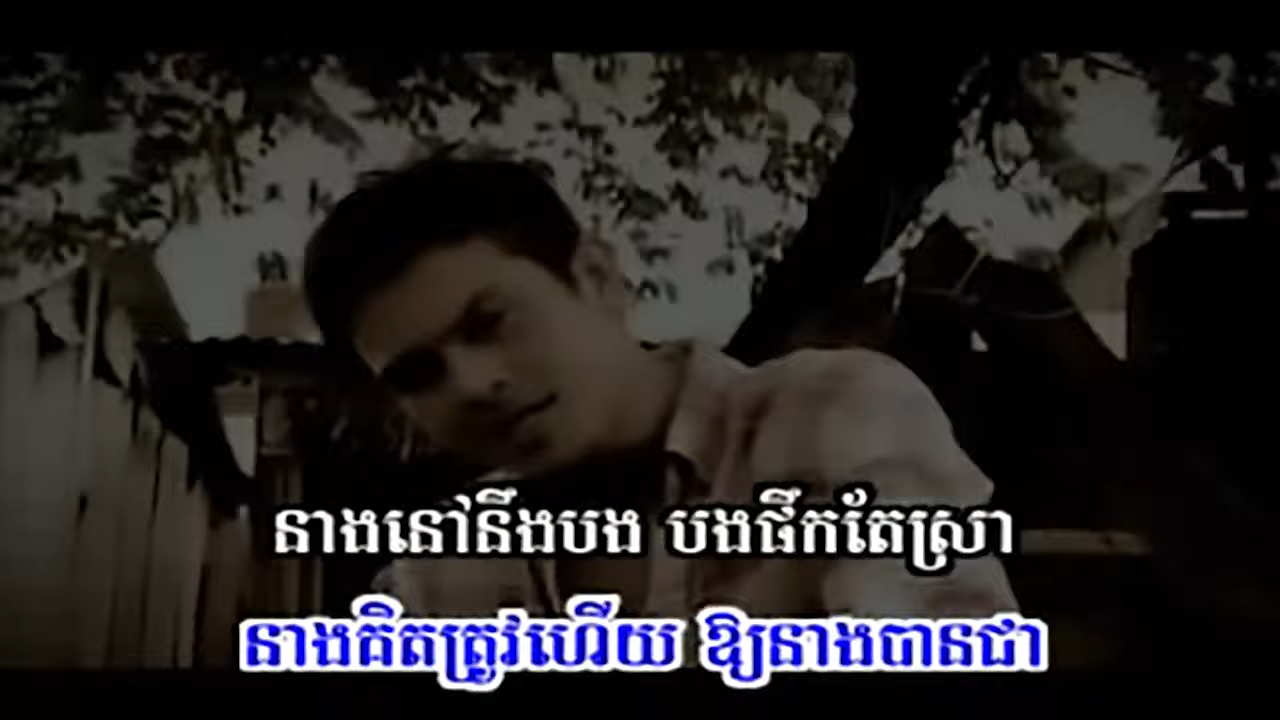 នាងនៅនឹងបង បងផឹកតែស្រា
នាងគិតត្រូវហើយ ឱ្យនាងបានជា